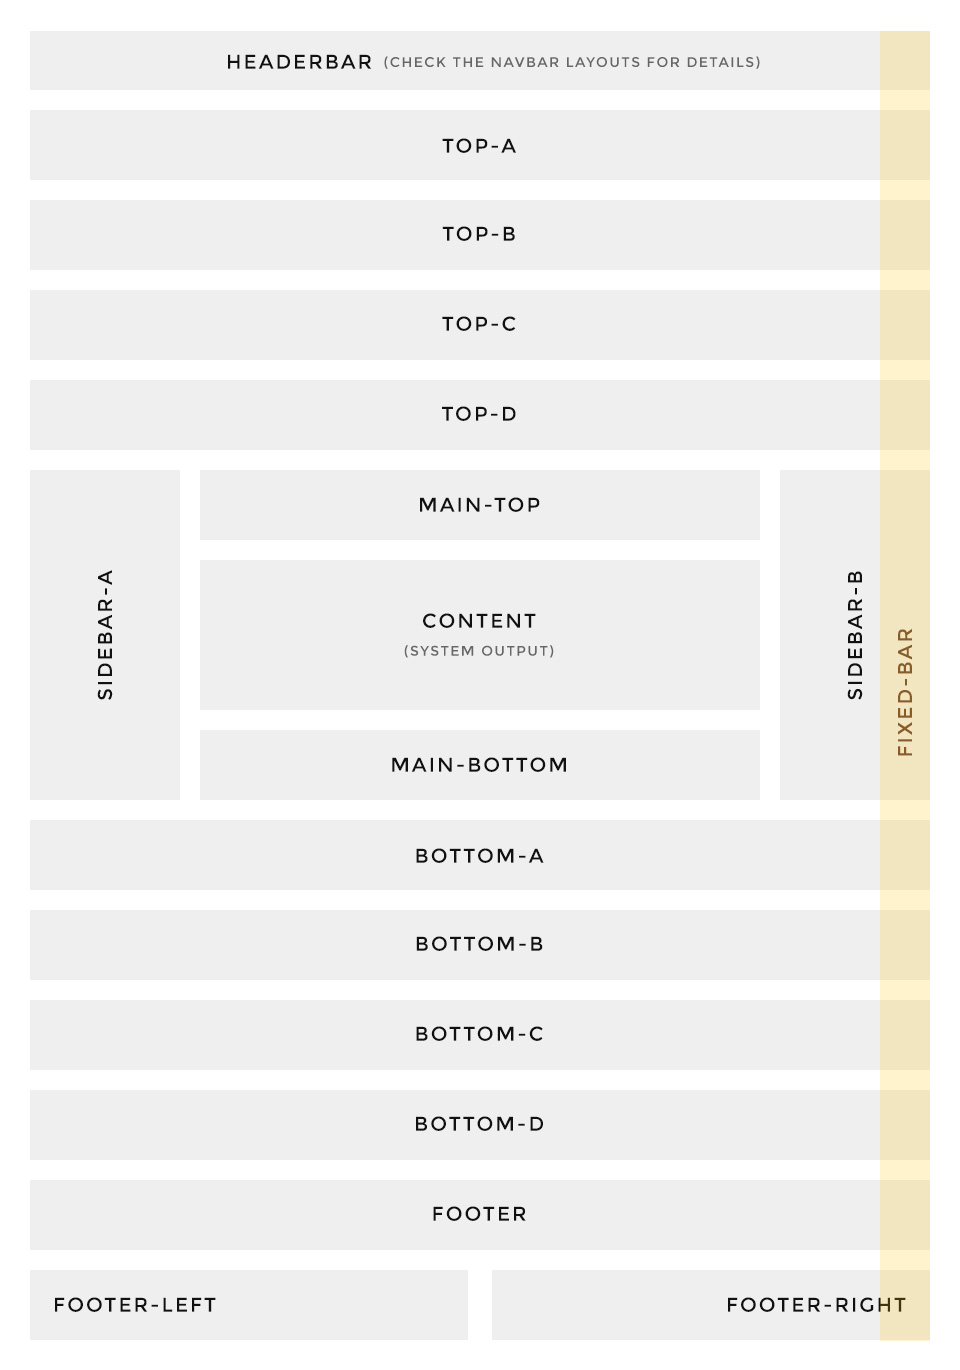 HEADERBAR (CHECK THE NAVBAR LAYOUTS FOR DETAILS)
TOP-A
TOP-B
TOP-C
TOP-D
SIDEBAR-A
MAIN-TOP
CONTENT
(SYSTEM OUTPUT)
MAIN-BOTTOM
SIDEBAR-B
FIXED-BAR
BOTTOM-A
BOTTOM-B
BOTTOM-C
BOTTOM-D
FOOTER
FOOTER-LEFT
FOOTER-RIGHT